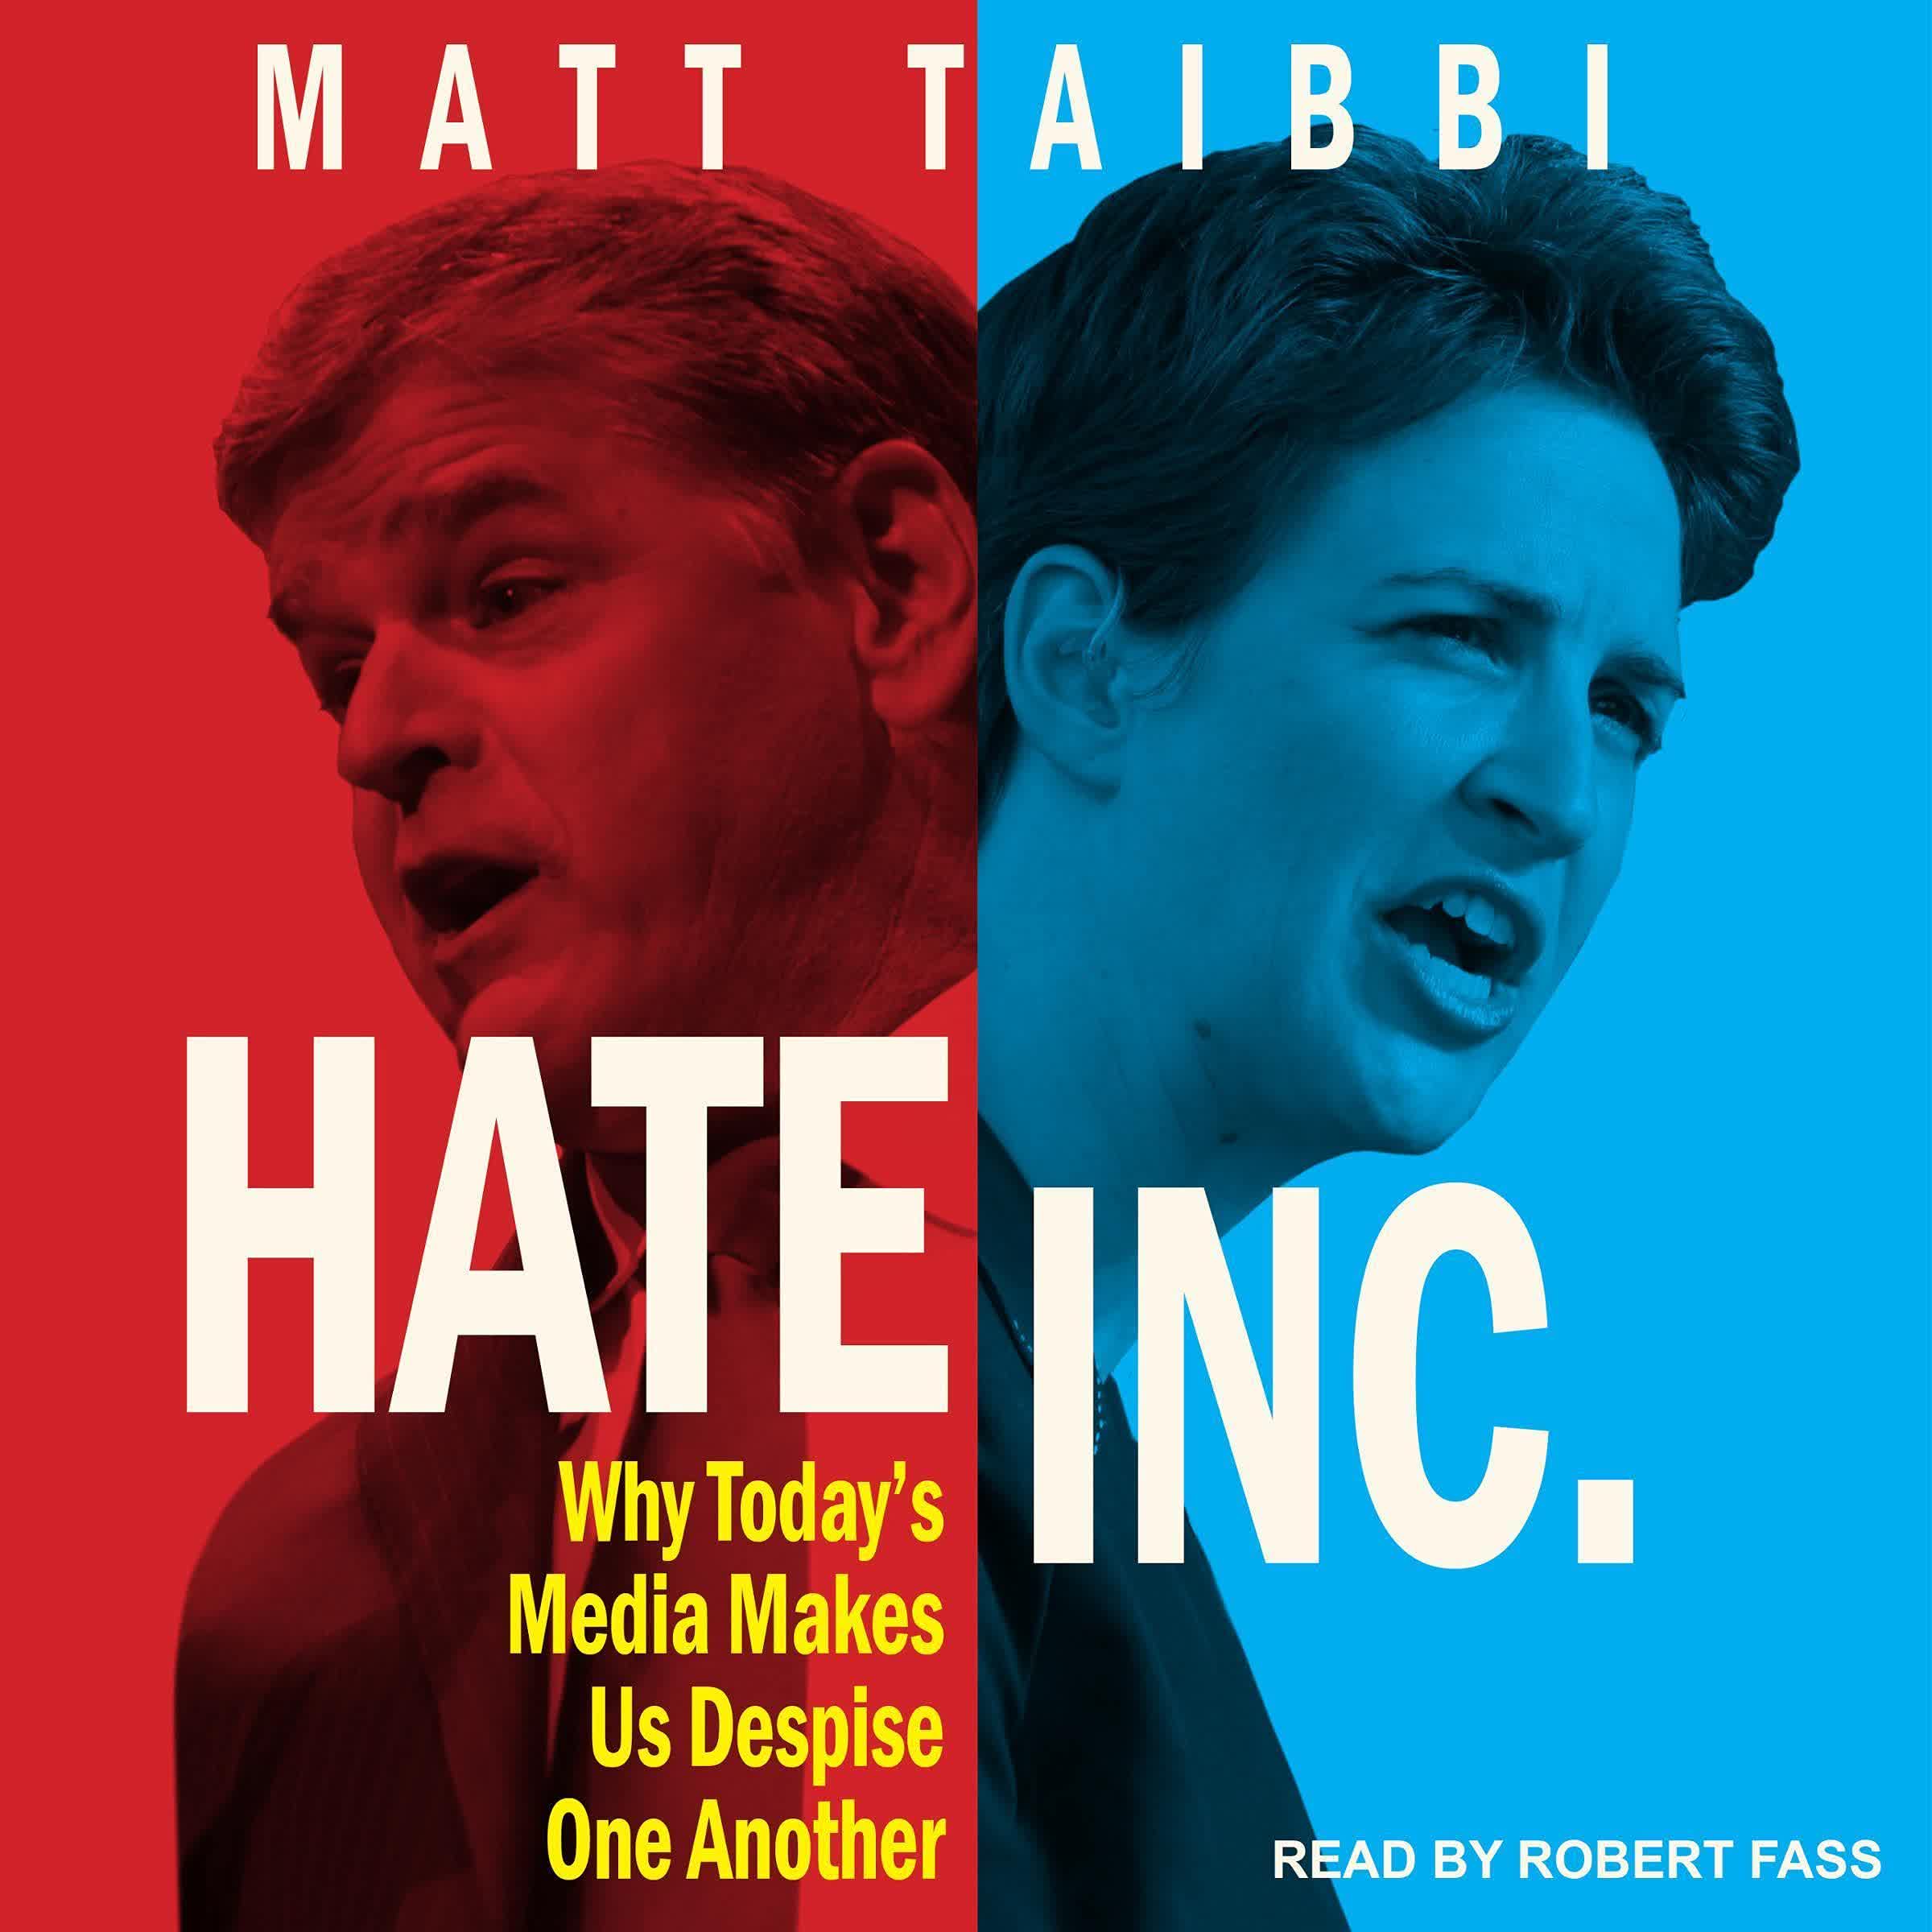 MATT TAIBBI
HATE
INC.
Why Today's
Media Makes
Us Despise
One Another
READ BY ROBERT FASS